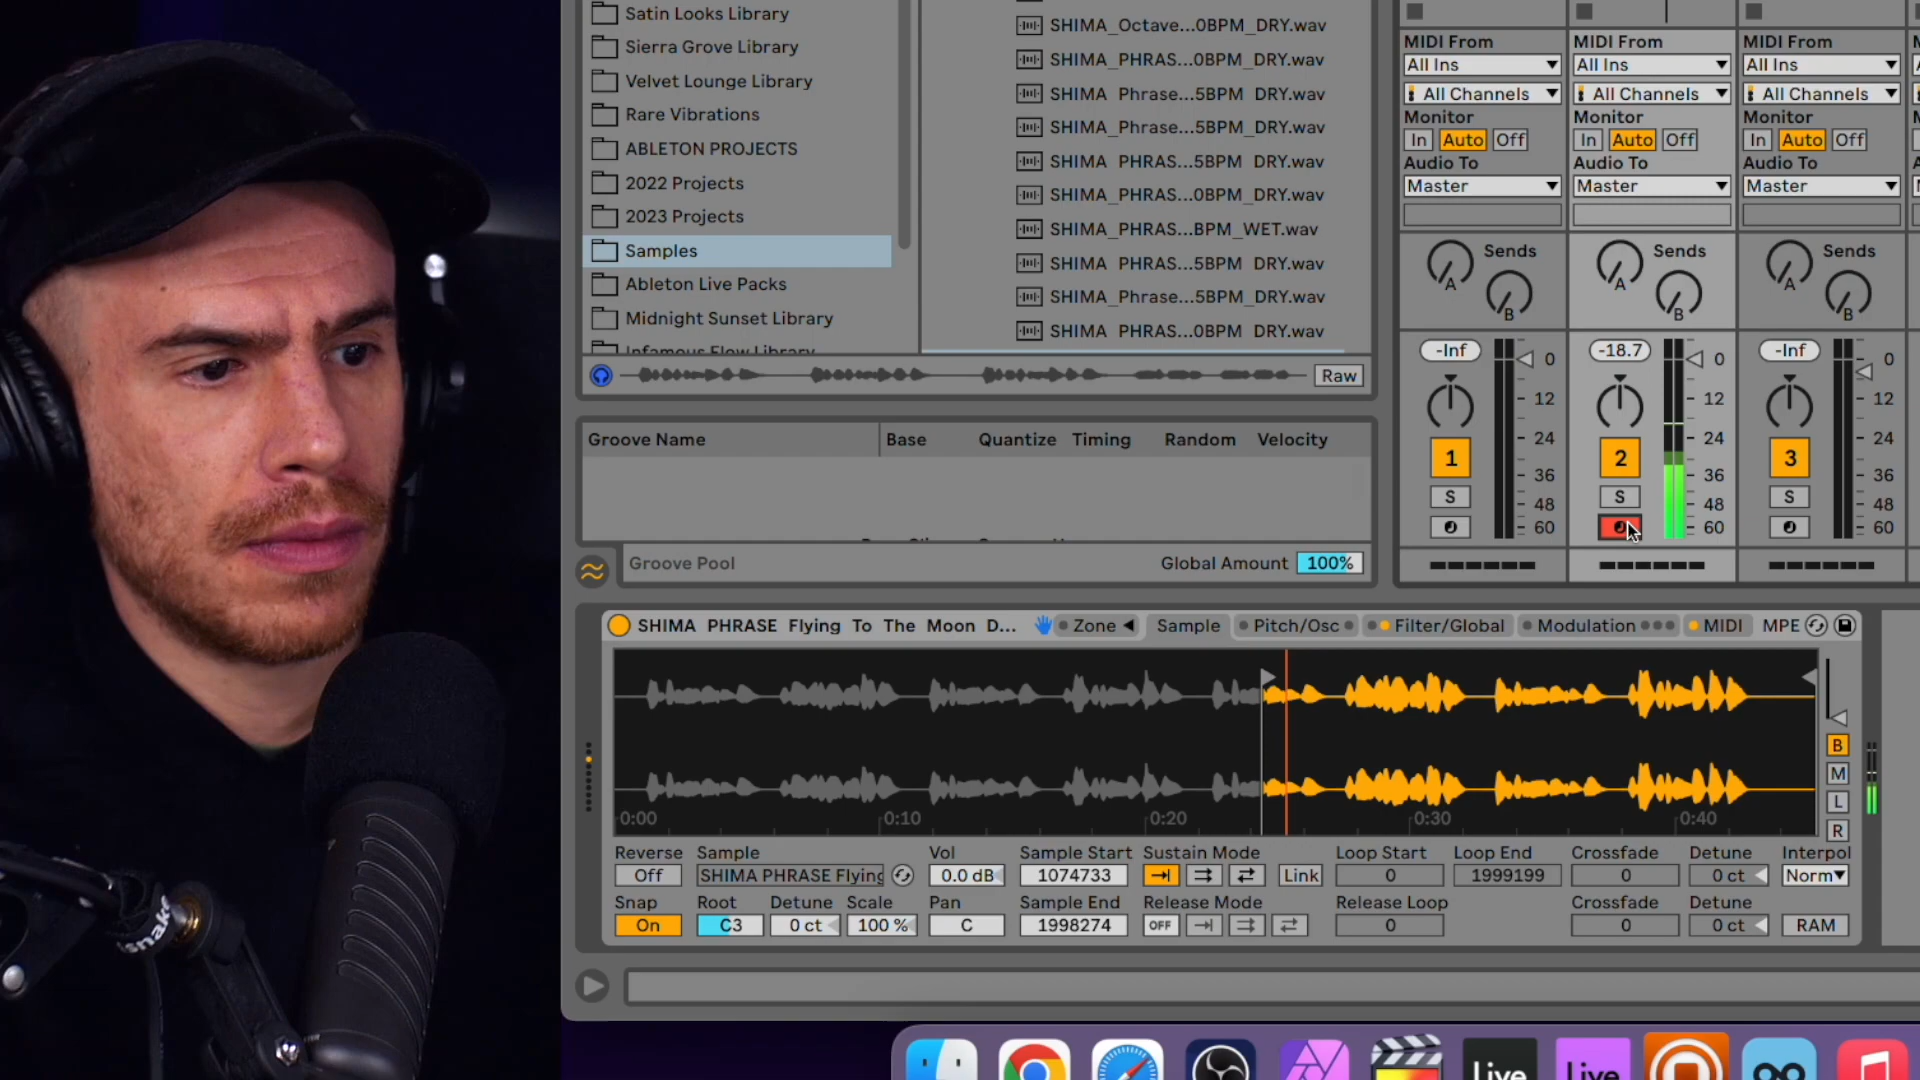 Satin Looks Library
Sierra Grove Library
Velvet Lounge Library
Rare Vibrations
ABLETON PROJECTS
2022 Projects
2023 Projects
Samples
Ableton Live Packs
Midnight Sunset Library
Infamous Flow Library
SHIMA_Octave...0BPM_DRY.wav
SHIMA_PHRAS...0BPM_DRY.wav
SHIMA_Phrase...5BPM_DRY.wav
SHIMA_Phrase...5BPM_DRY.wav
SHIMA_PHRAS...5BPM_DRY.wav
SHIMA_PHRAS...0BPM_DRY.wav
SHIMA_PHRAS...BPM_WET.wav
SHIMA_PHRAS...5BPM_DRY.wav
SHIMA_Phrase...5BPM_DRY.wav
SHIMA_PHRAS...0BPM_DRY.wav
Raw
MIDI From MIDI From MIDI From
All Ins All Ins All Ins
All Channels All Channels All Channels
Monitor Monitor Monitor
In Auto Off In Auto Off In Auto Off
Audio To Audio To Audio To
Master Master Master
Sends Sends Sends
A A A
B B B
-Inf 0 -18.7 0 -Inf 0
12 12 12
24 24 24
1 2 3
36 36 36
S S S
48 48 48
60 60 60
Groove Name Base Quantize Timing Random Velocity
Groove Pool Global Amount 100%
SHIMA_PHRASE_Flying_To_The_Moon_D... Zone Sample Pitch/Osc Filter/Global Modulation MIDI MPE
B
M
L
R
0:00 0:10 0:20 0:30 0:40
Reverse Sample Vol Sample Start Sustain Mode Loop Start Loop End Crossfade Detune Interpol
Off SHIMA PHRASE Flying 0.0 dB 1074733 Link 0 1999199 0 0 ct Norm
Snap Root Detune Scale Pan Sample End Release Mode Release Loop Crossfade Detune
On C3 0 ct 100 % C 1998274 OFF 0 0 0 ct RAM
snake
Live Live